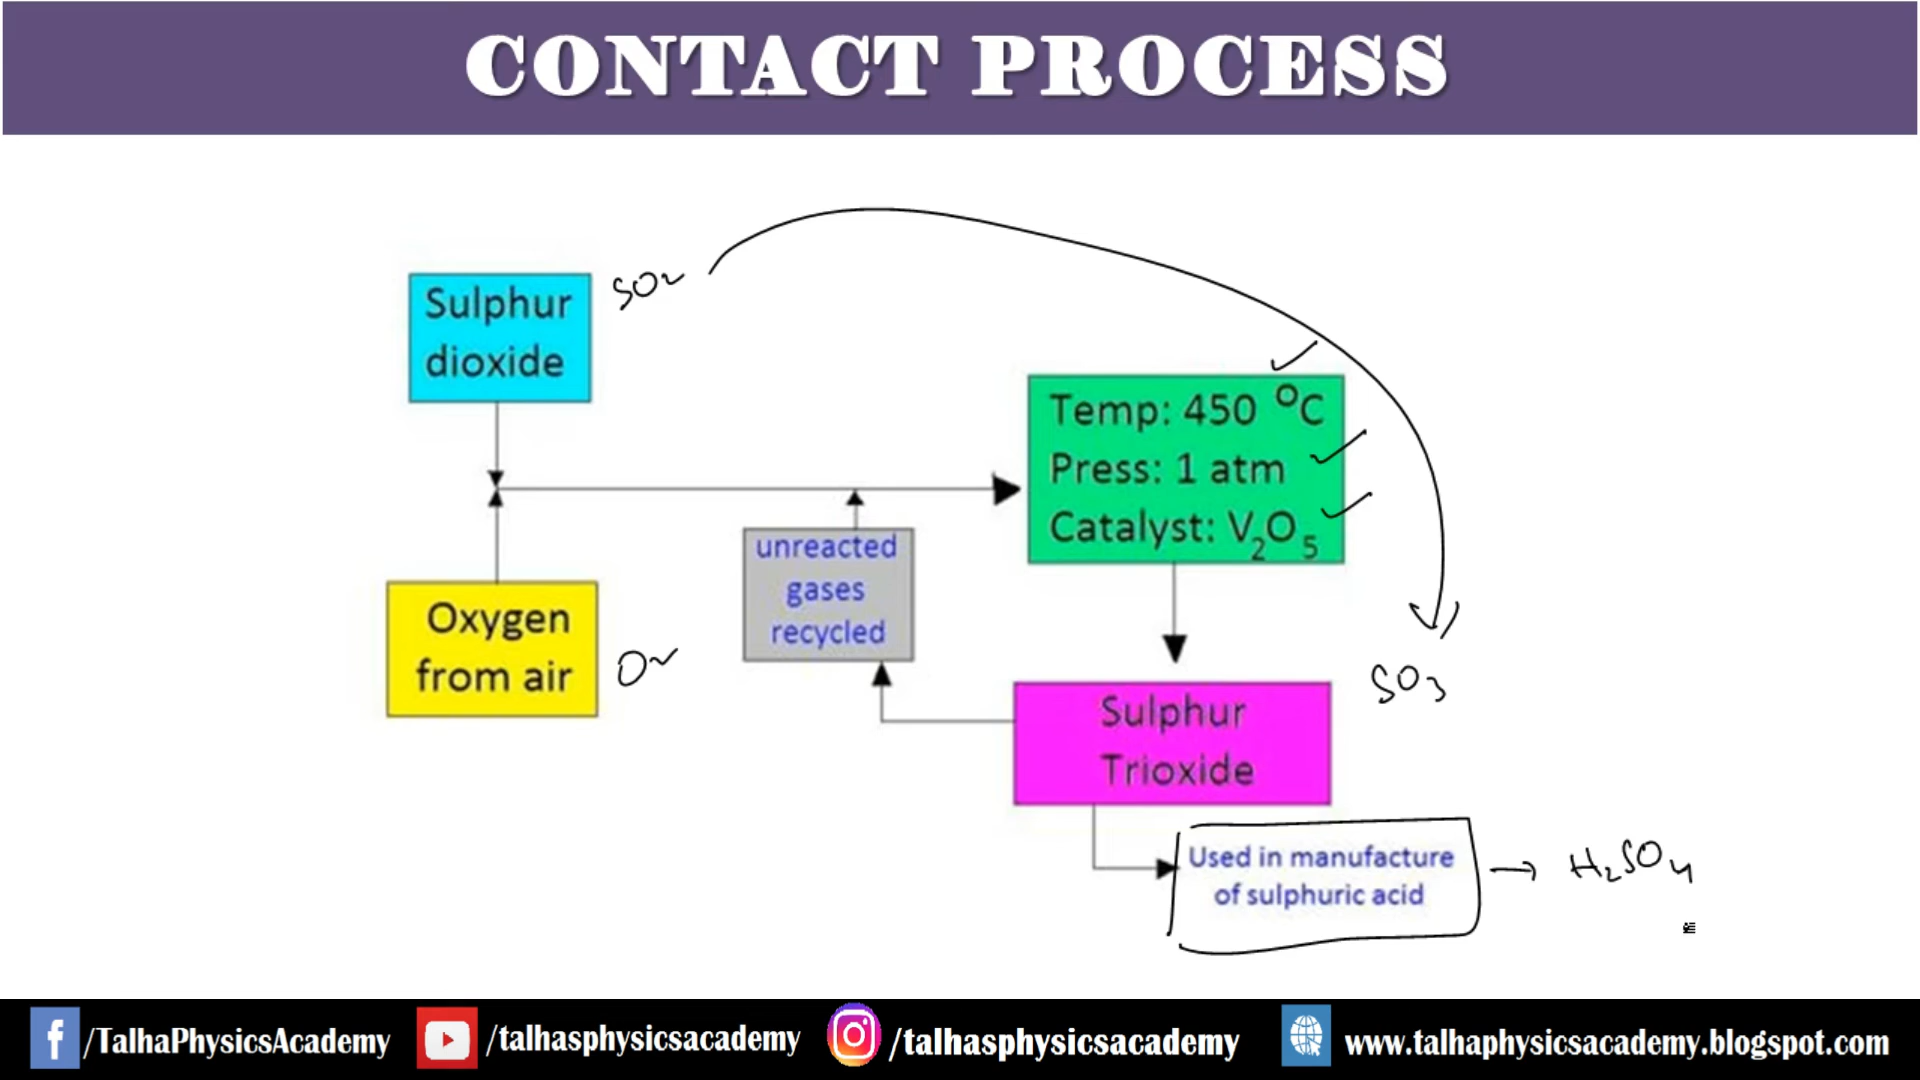 CONTACT PROCESS
Sulphur
dioxide
SO2
Temp: 450 °C
Press: 1 atm
Catalyst: V₂O₅
unreacted
gases
recycled
Oxygen
from air
O2
SO3
Sulphur
Trioxide
Used in manufacture
of sulphuric acid
→ H2SO4
/TalhaPhysicsAcademy
/talhasphysicsacademy
/talhasphysicsacademy
www.talhaphysicsacademy.blogspot.com